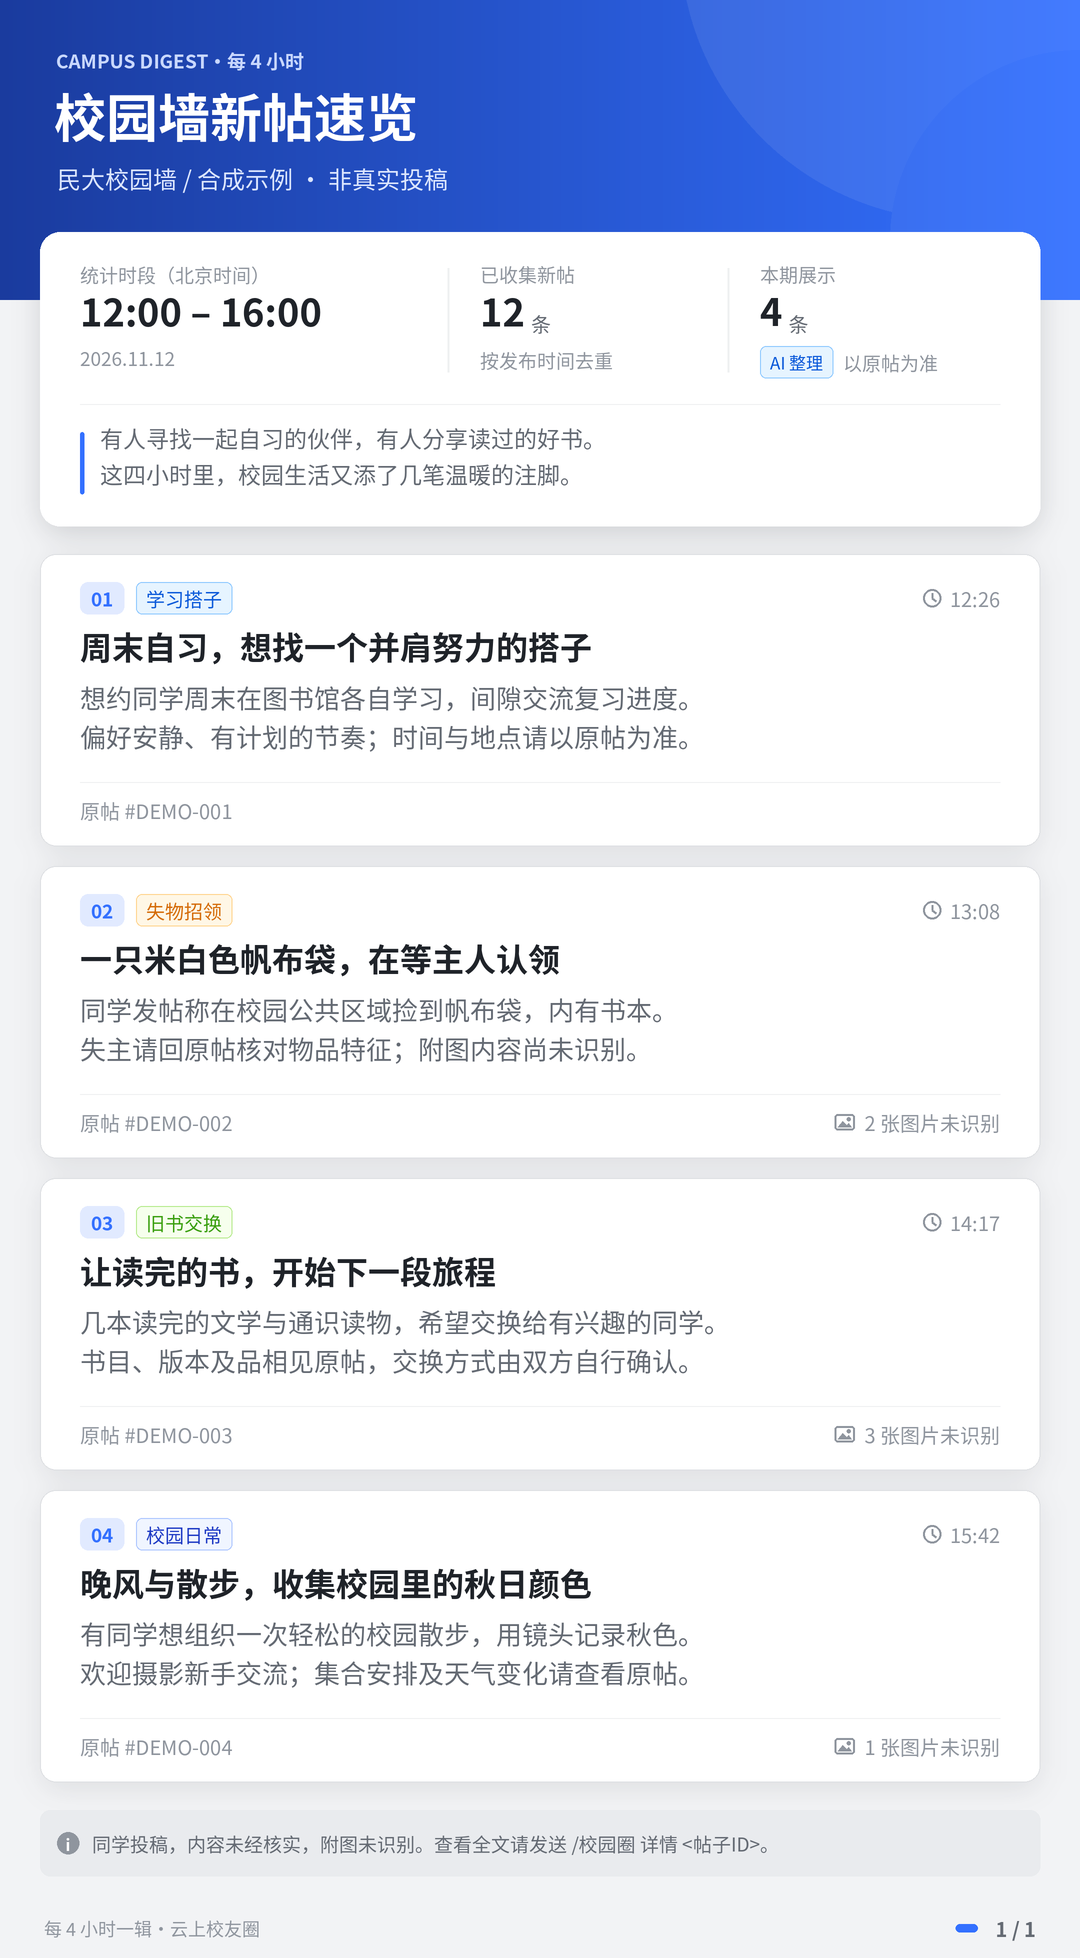 CAMPUS DIGEST • 每 4 小时
校园墙新帖速览
民大校园墙 / 合成示例 • 非真实投稿
统计时段（北京时间）
12:00 – 16:00
2026.11.12
已收集新帖
12 条
按发布时间去重
本期展示
4 条
AI 整理 以原帖为准
有人寻找一起自习的伙伴，有人分享读过的好书。
这四小时里，校园生活又添了几笔温暖的注脚。
01 学习搭子 12:26
周末自习，想找一个并肩努力的搭子
想约同学周末在图书馆各自学习，间隙交流复习进度。
偏好安静、有计划的节奏；时间与地点请以原帖为准。
原帖 #DEMO-001
02 失物招领 13:08
一只米白色帆布袋，在等主人认领
同学发帖称在校园公共区域捡到帆布袋，内有书本。
失主请回原帖核对物品特征；附图内容尚未识别。
原帖 #DEMO-002 2 张图片未识别
03 旧书交换 14:17
让读完的书，开始下一段旅程
几本读完的文学与通识读物，希望交换给有兴趣的同学。
书目、版本及品相见原帖，交换方式由双方自行确认。
原帖 #DEMO-003 3 张图片未识别
04 校园日常 15:42
晚风与散步，收集校园里的秋日颜色
有同学想组织一次轻松的校园散步，用镜头记录秋色。
欢迎摄影新手交流；集合安排及天气变化请查看原帖。
原帖 #DEMO-004 1 张图片未识别
同学投稿，内容未经核实，附图未识别。查看全文请发送 /校园圈 详情 <帖子ID>。
每 4 小时一辑 • 云上校友圈 1 / 1